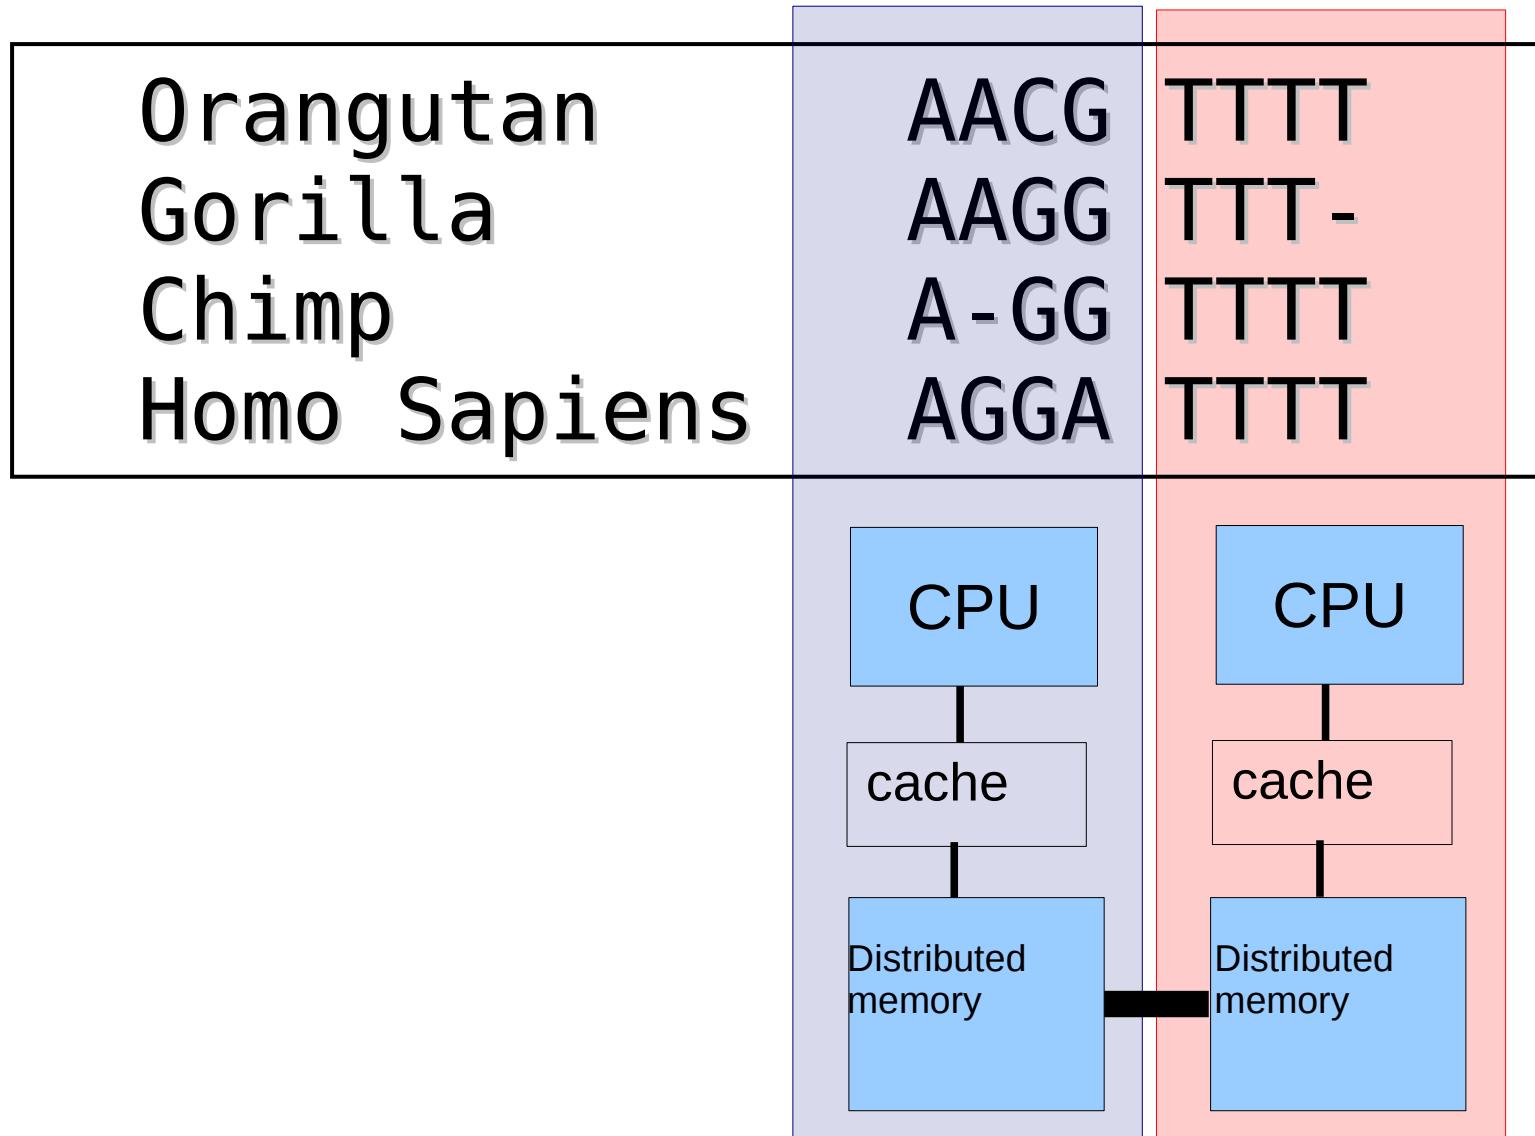 Orangutan AACG TTTT
Gorilla AAGG TTT-
Chimp A-GG TTTT
Homo Sapiens AGGA TTTT
CPU CPU
cache cache
Distributed Distributed
memory memory